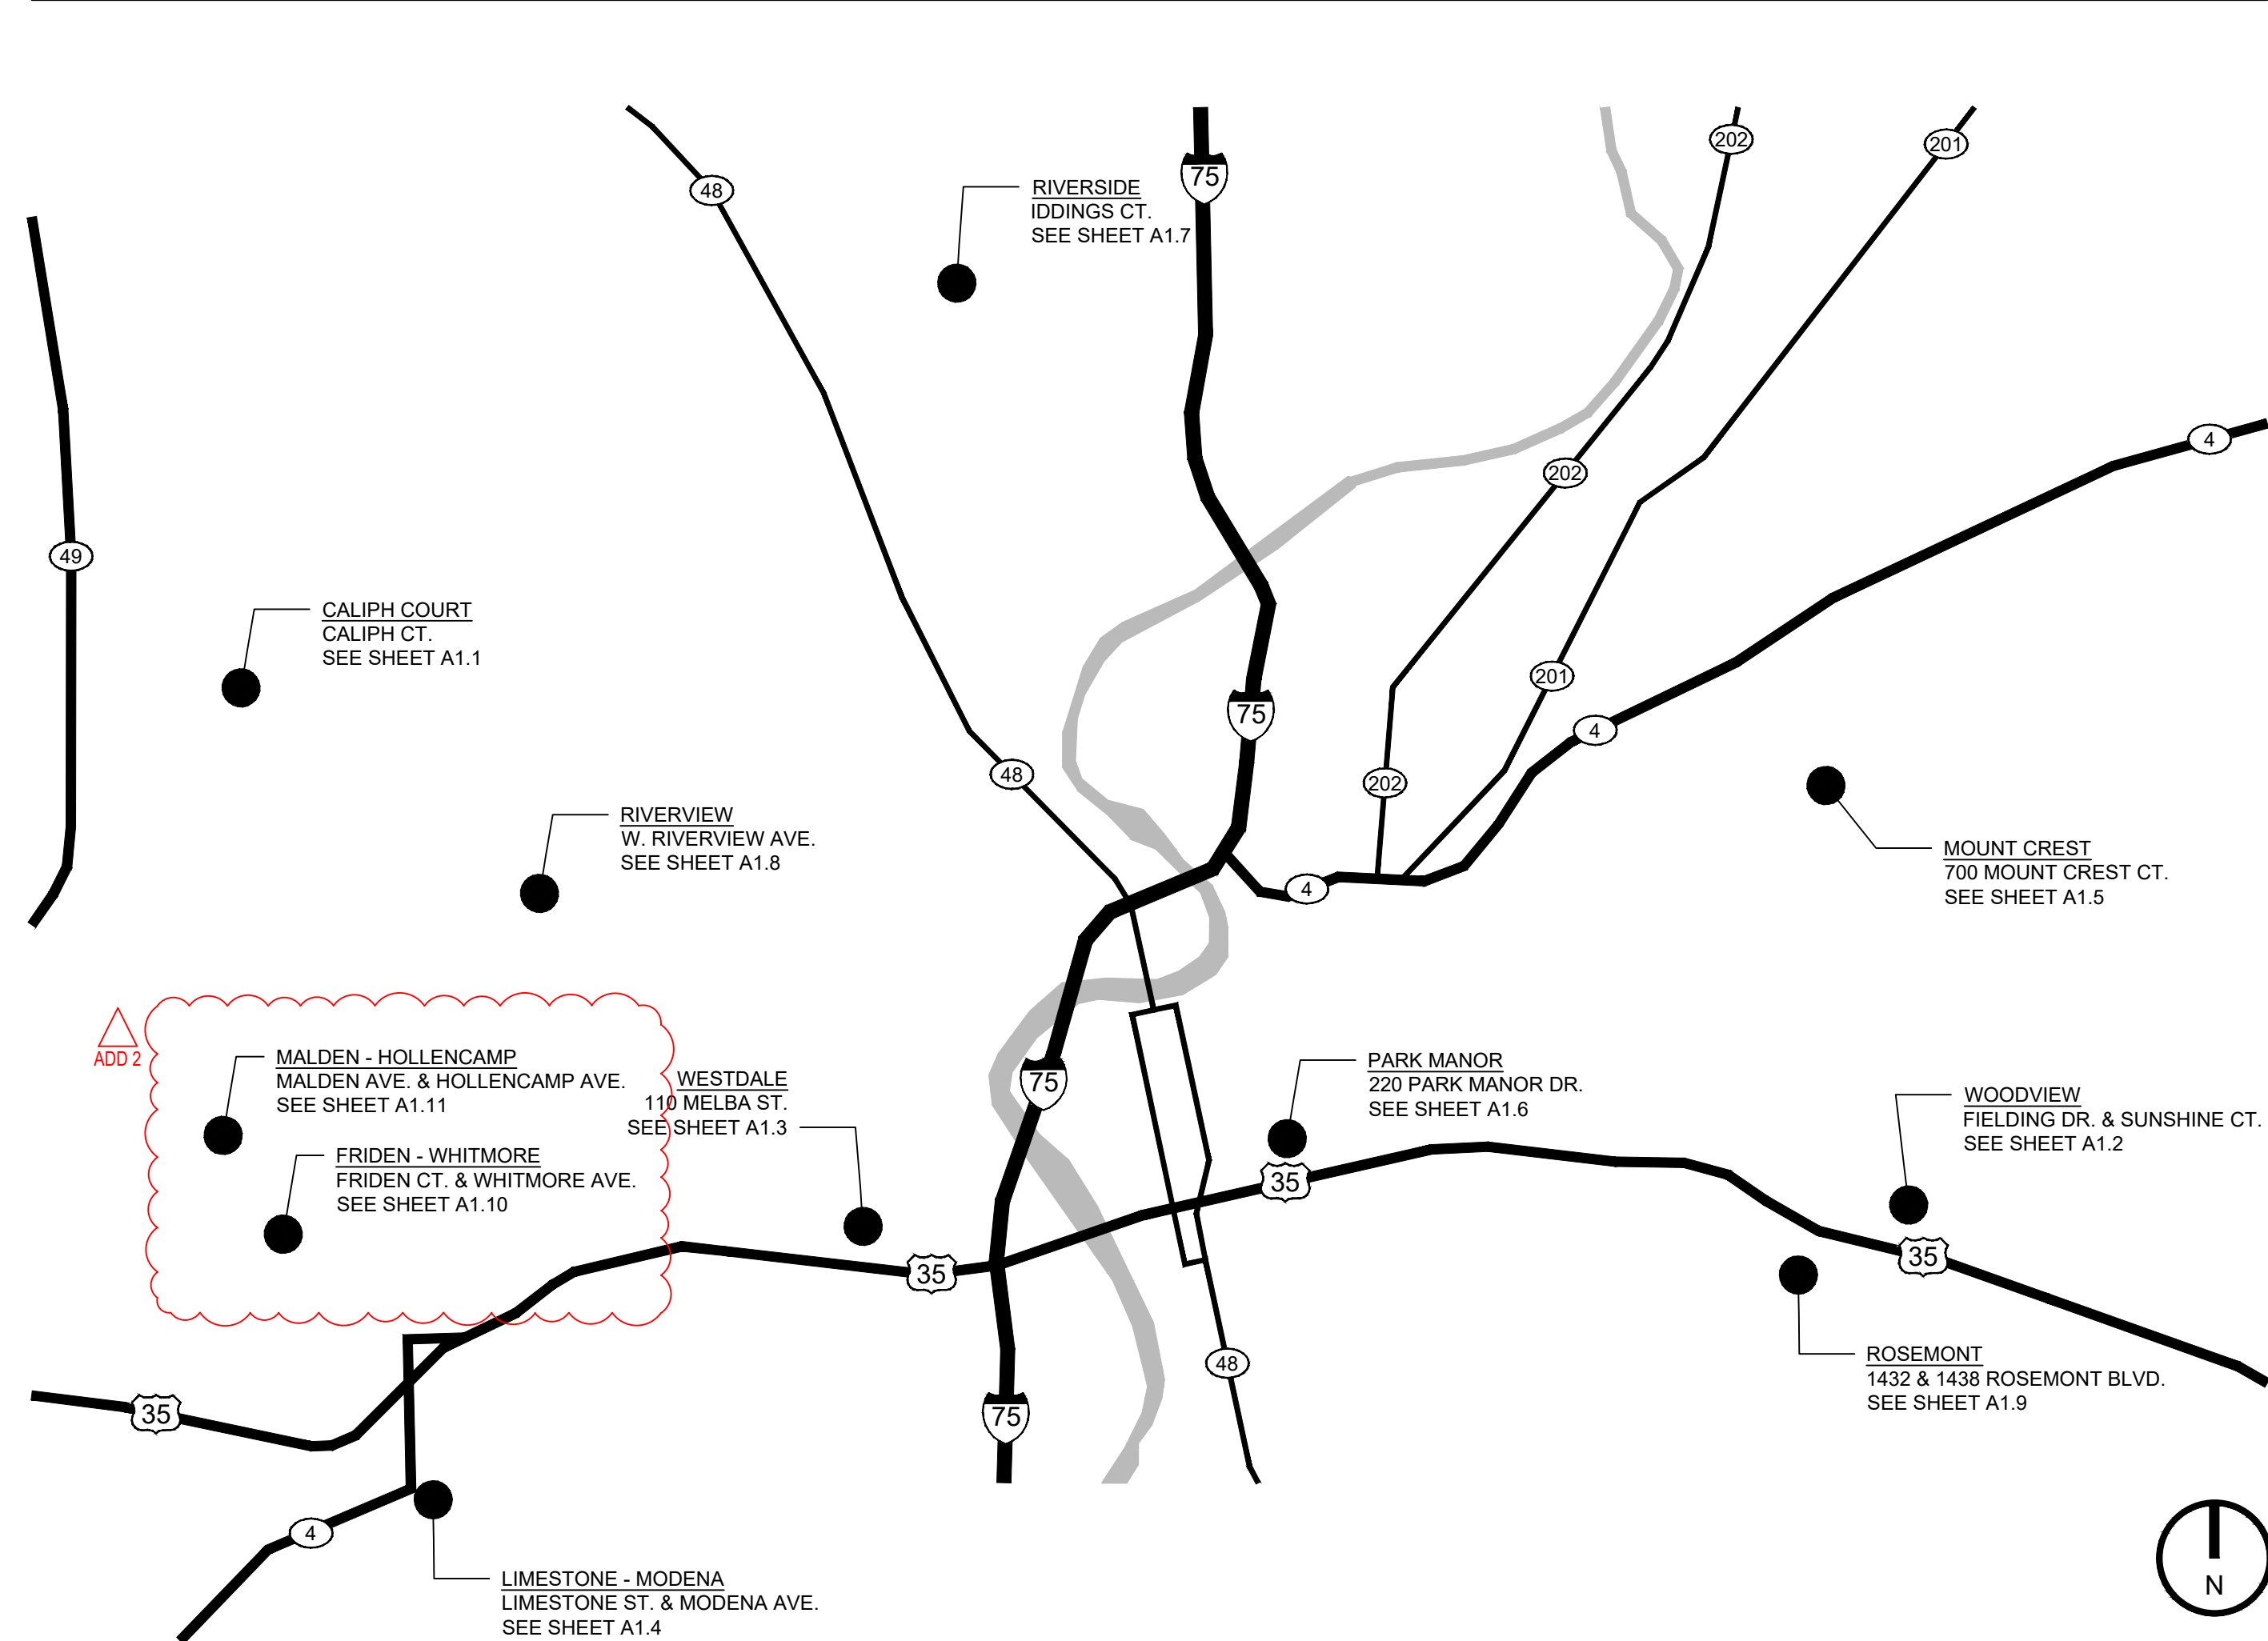 202
201
75
48
RIVERSIDE
IDDINGS CT.
SEE SHEET A1.7
4
202
49
CALIPH COURT
CALIPH CT.
SEE SHEET A1.1
201
75
4
48
202
RIVERVIEW
W. RIVERVIEW AVE.
SEE SHEET A1.8
MOUNT CREST
700 MOUNT CREST CT.
SEE SHEET A1.5
4
ADD 2
MALDEN - HOLLENCAMP
MALDEN AVE. & HOLLENCAMP AVE.
SEE SHEET A1.11
WESTDALE
110 MELBA ST.
SEE SHEET A1.3
75
PARK MANOR
220 PARK MANOR DR.
SEE SHEET A1.6
WOODVIEW
FIELDING DR. & SUNSHINE CT.
SEE SHEET A1.2
FRIDEN - WHITMORE
FRIDEN CT. & WHITMORE AVE.
SEE SHEET A1.10
35
35
35
48
ROSEMONT
1432 & 1438 ROSEMONT BLVD.
SEE SHEET A1.9
35
75
4
LIMESTONE - MODENA
LIMESTONE ST. & MODENA AVE.
SEE SHEET A1.4
N